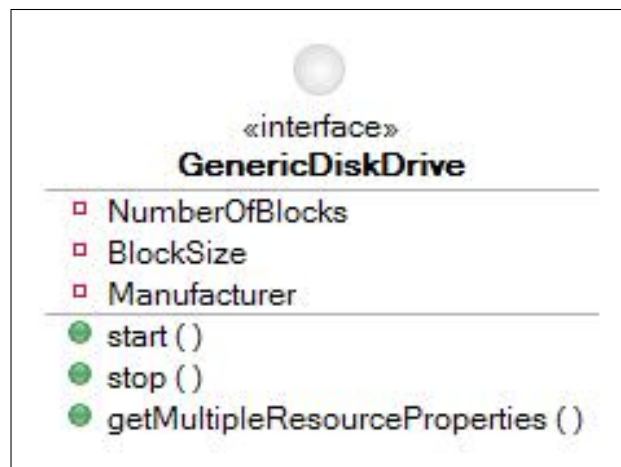 «interface»
GenericDiskDrive
NumberOfBlocks
BlockSize
Manufacturer
start ( )
stop ( )
getMultipleResourceProperties ( )